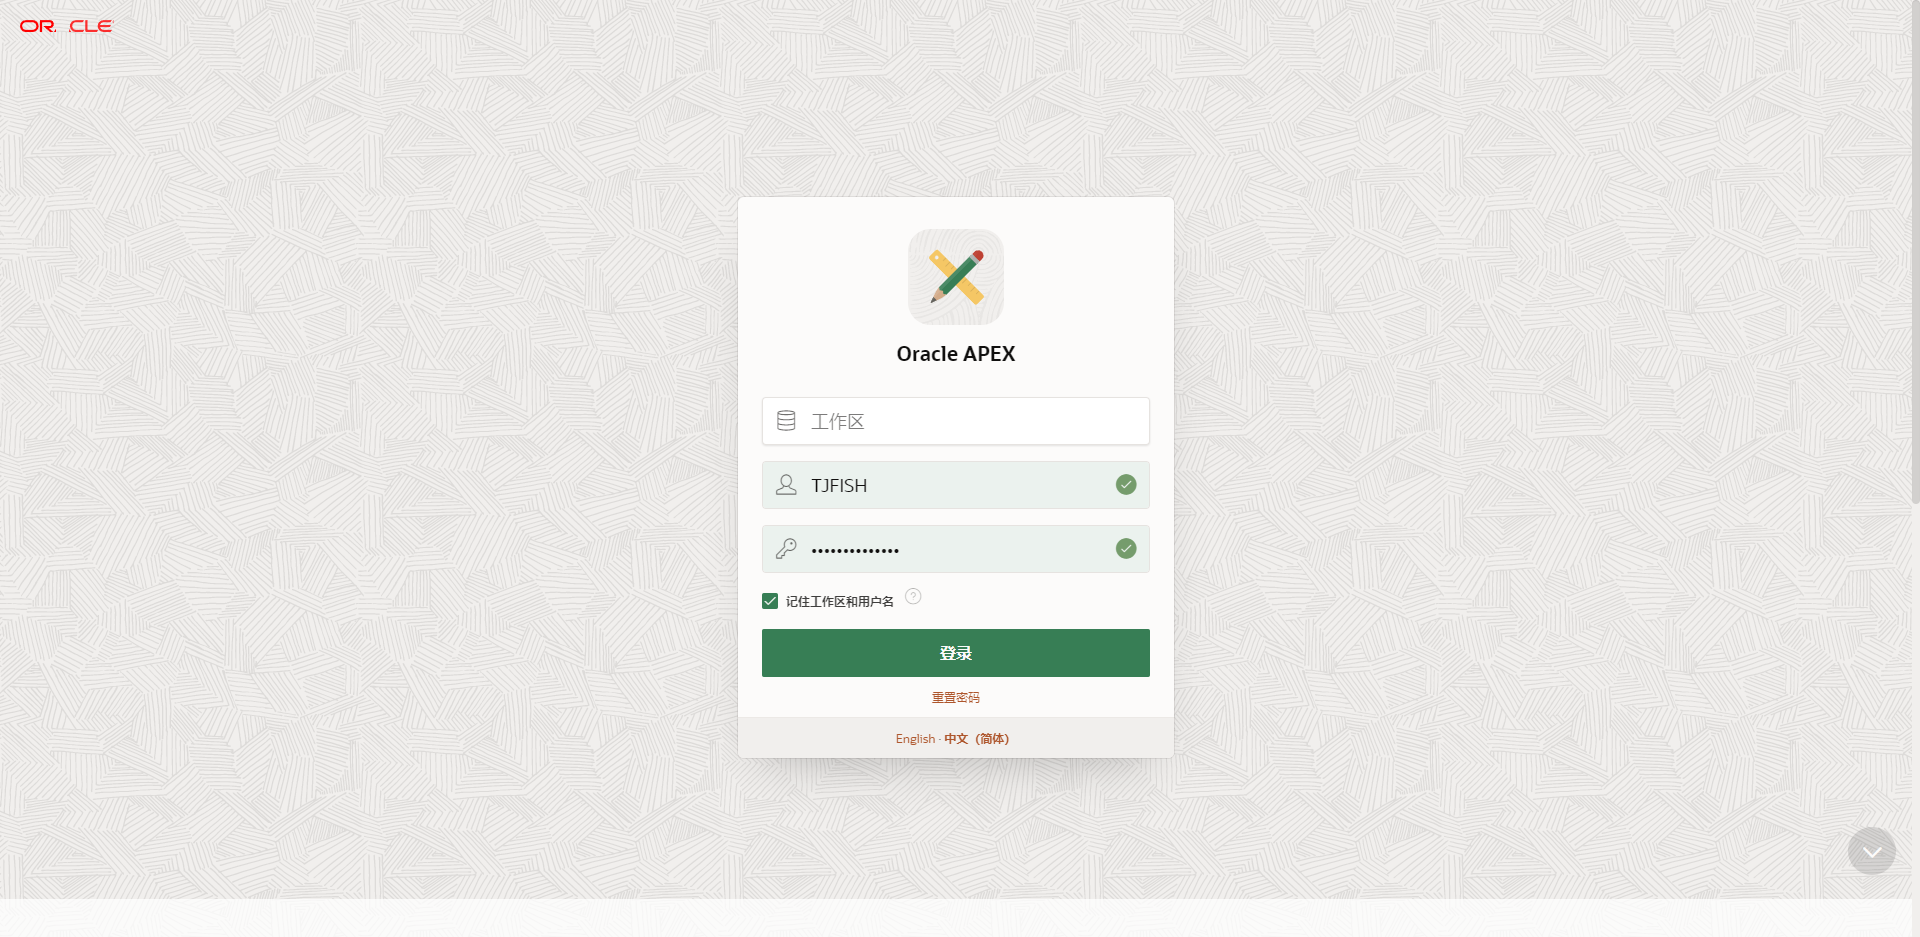 ORACLE
Oracle APEX
工作区
TJFISH
••••••••••••••
记住工作区和用户名 ?
登录
重置密码
English · 中文（简体）